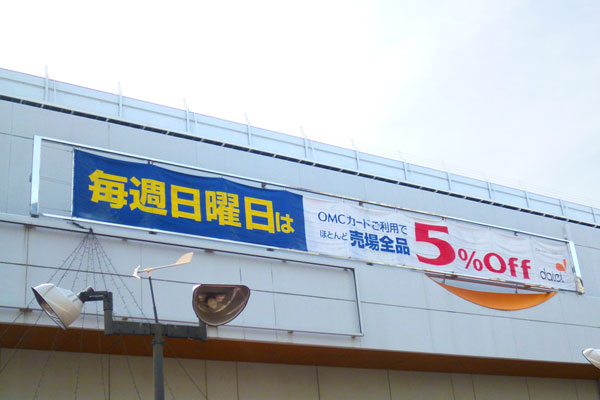 毎週日曜日は
OMCカードご利用で
ほとんど 売場全品
5%Off
daiei